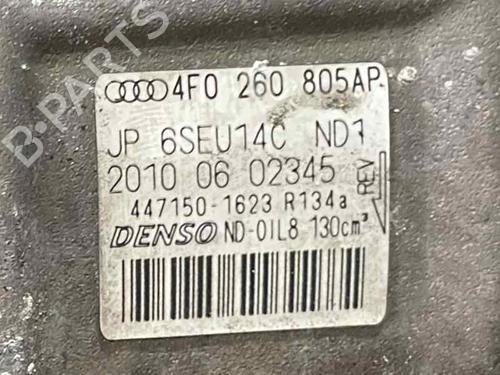 B-PARTS
4F0 260 805AP
JP 6SEU14C ND1
2010 06 02345
REV
447150-1623 R134a
DENSO ND-OIL8 130cm³